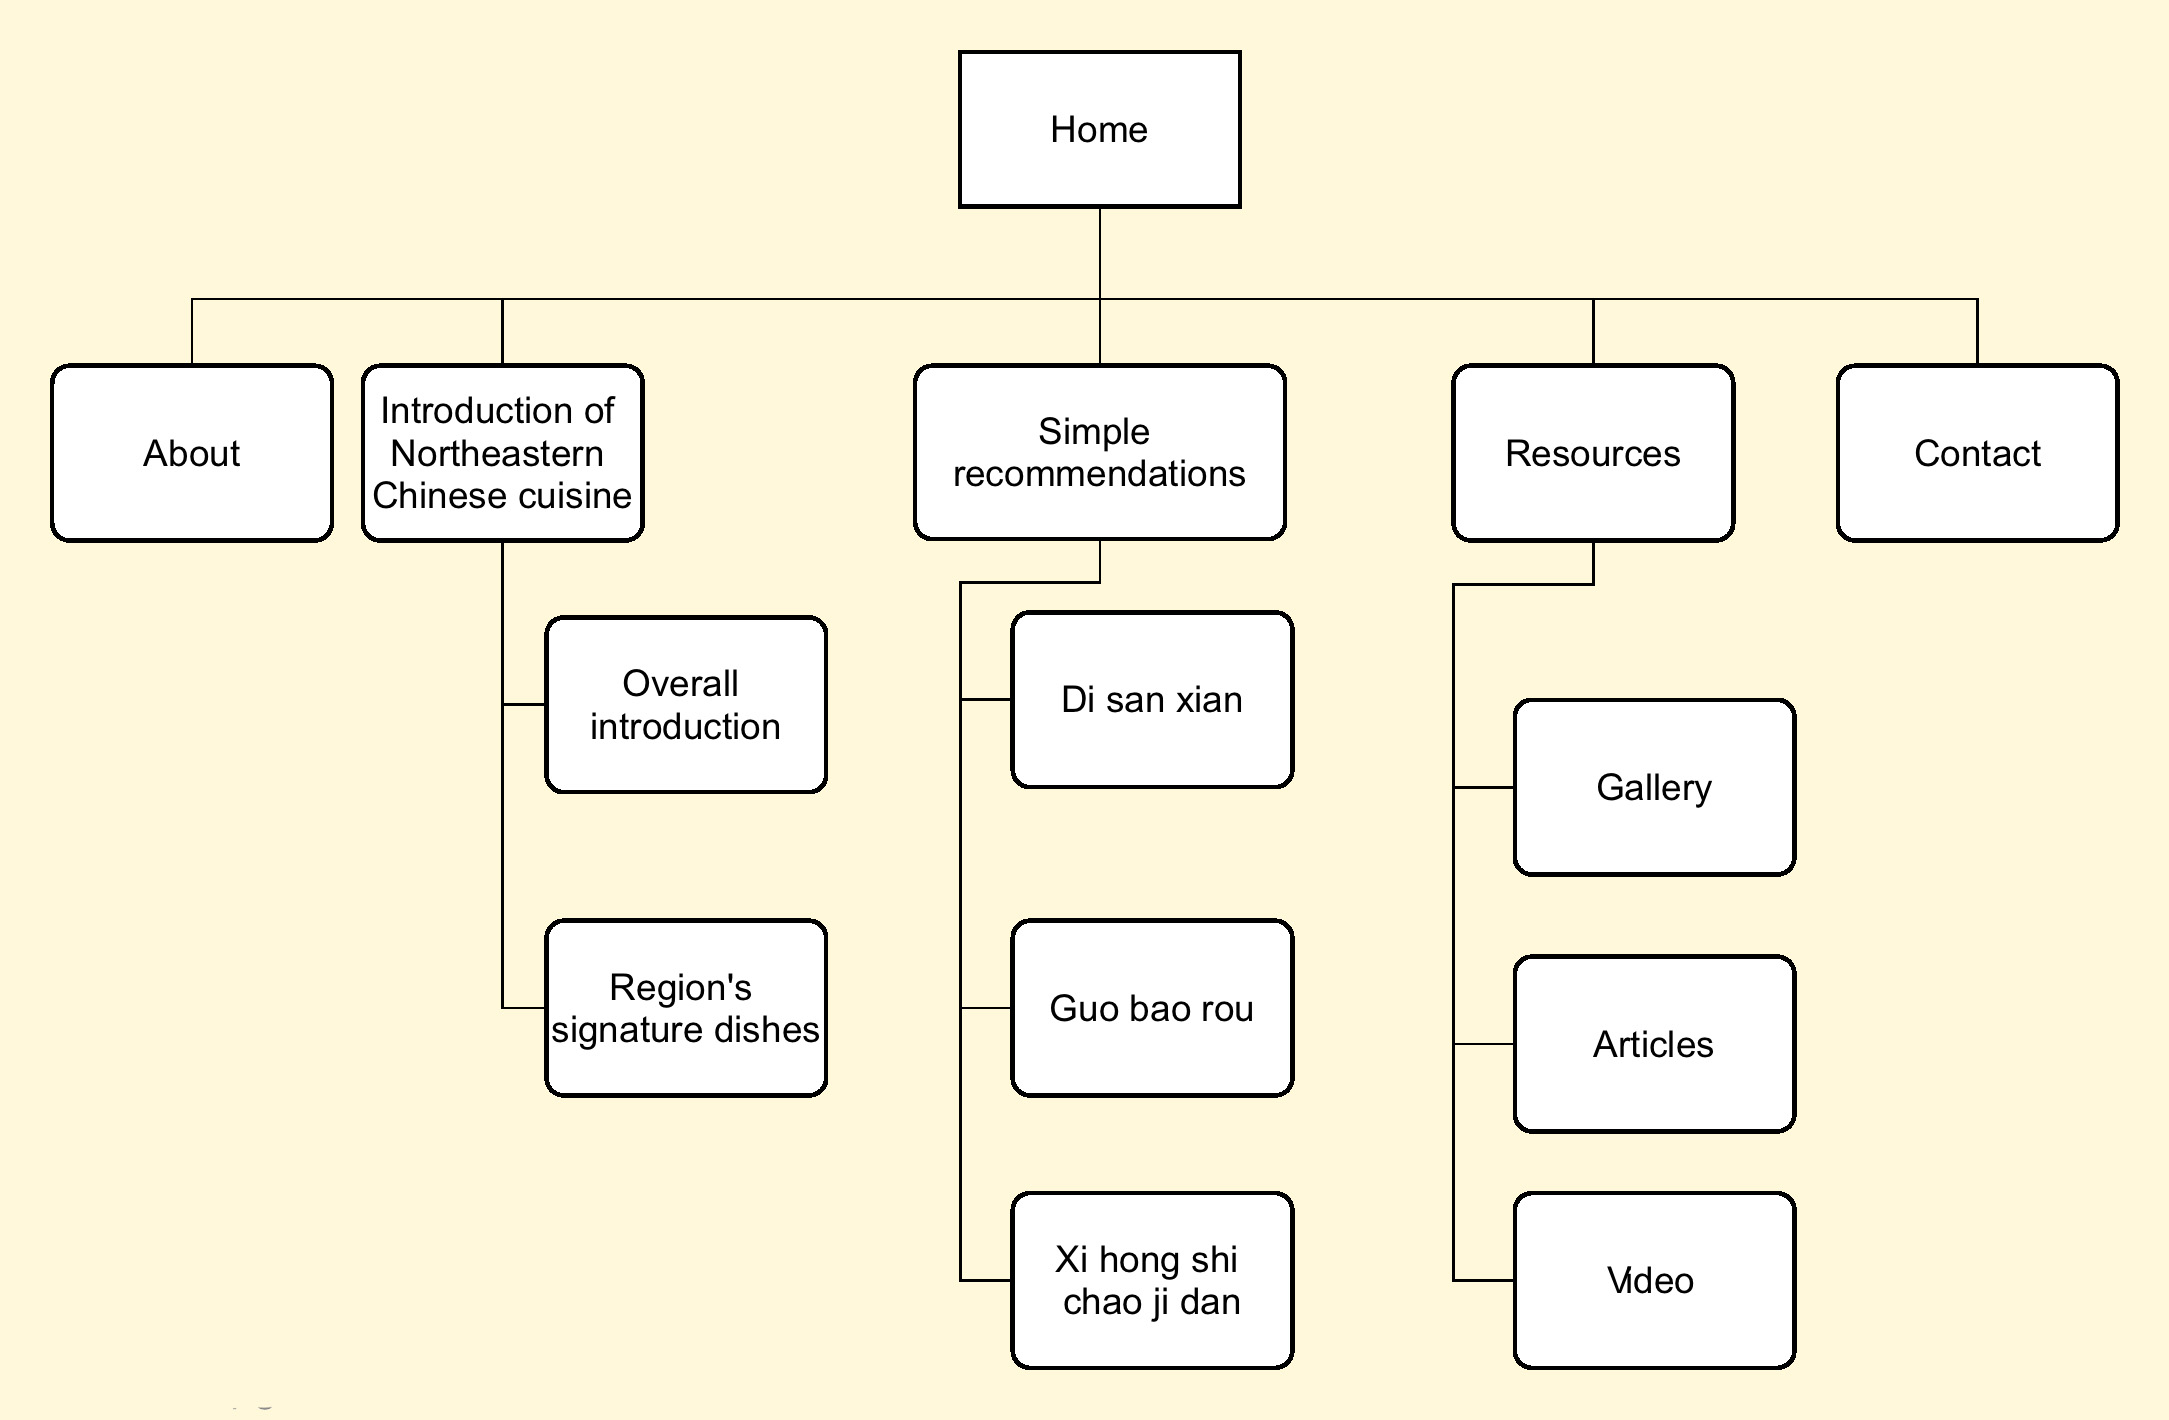 Home
About
Introduction of
Northeastern
Chinese cuisine
Simple
recommendations
Resources
Contact
Overall
introduction
Region's
signature dishes
Di san xian
Guo bao rou
Xi hong shi
chao ji dan
Gallery
Articles
Video